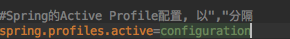 #Spring的Active Profile配置, 以","分隔
spring.profiles.active=configuration